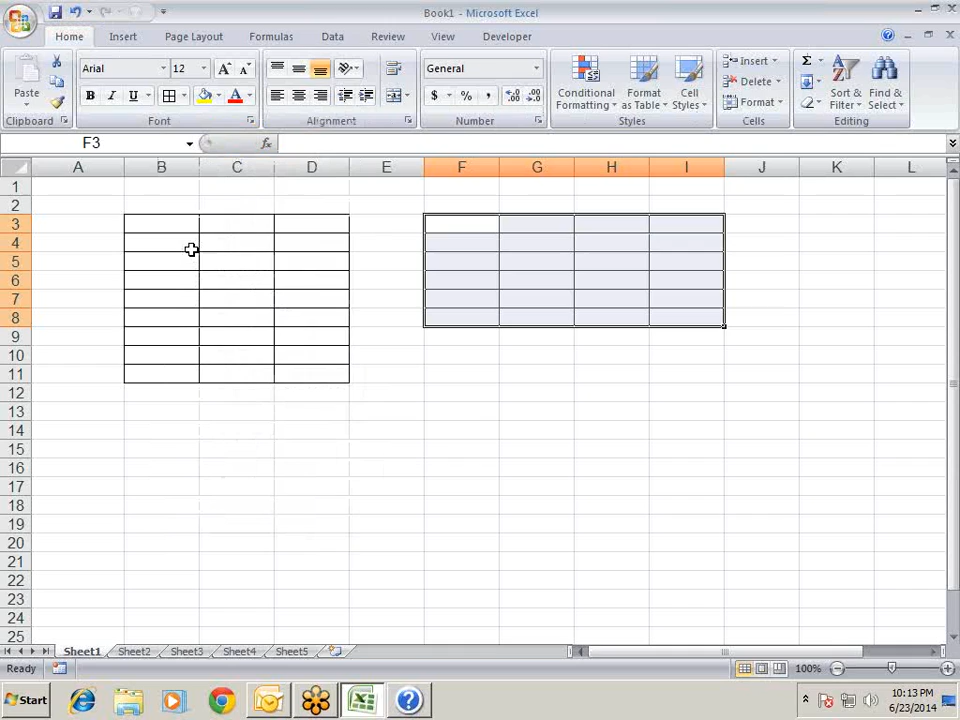 Book1 - Microsoft Excel
Home Insert Page Layout Formulas Data Review View Developer
Paste
Clipboard
Arial 12
B I U
Font
Alignment
General
$ % , .00 .0
Number
Conditional Formatting
Format as Table
Cell Styles
Styles
Insert
Delete
Format
Cells
Σ
Sort & Filter
Find & Select
Editing
F3 fx
A B C D E F G H I J K L
1
2
3
4
5
6
7
8
9
10
11
12
13
14
15
16
17
18
19
20
21
22
23
24
25
Sheet1 Sheet2 Sheet3 Sheet4 Sheet5
Ready 100%
Start 10:13 PM
6/23/2014